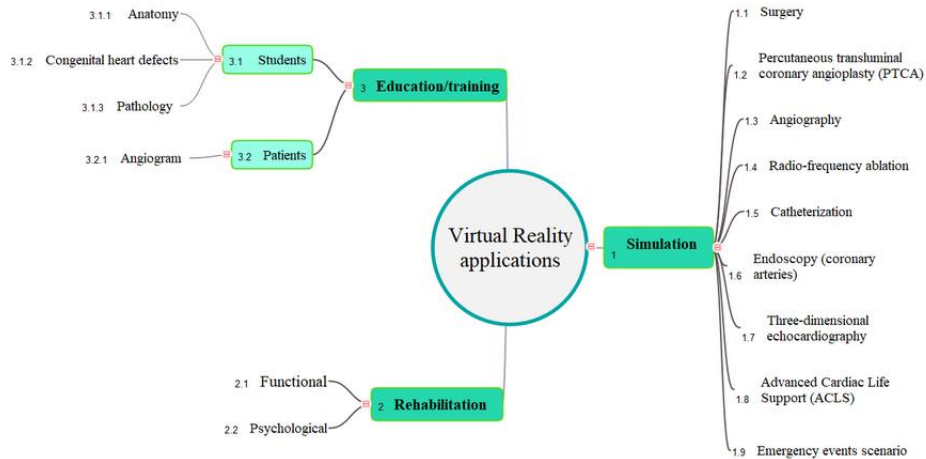 3.1.1 Anatomy
3.1.2 Congenital heart defects
3.1.3 Pathology
3.1 Students
3.2.1 Angiogram
3.2 Patients
3 Education/training
Virtual Reality
applications
2.1 Functional
2.2 Psychological
2 Rehabilitation
1 Simulation
1.1 Surgery
1.2 Percutaneous transluminal
coronary angioplasty (PTCA)
1.3 Angiography
1.4 Radio-frequency ablation
1.5 Catheterization
1.6 Endoscopy (coronary
arteries)
1.7 Three-dimensional
echocardiography
1.8 Advanced Cardiac Life
Support (ACLS)
1.9 Emergency events scenario